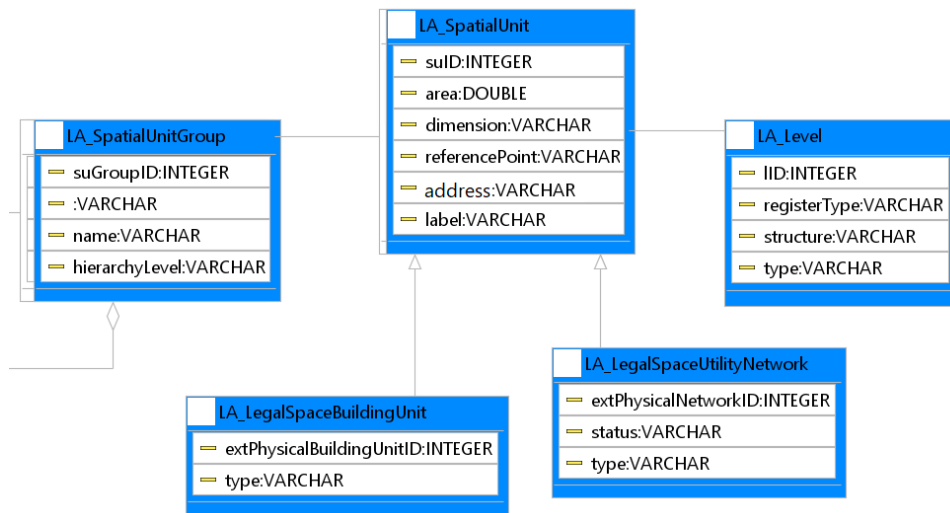 LA_SpatialUnit
suID:INTEGER
area:DOUBLE
dimension:VARCHAR
referencePoint:VARCHAR
address:VARCHAR
label:VARCHAR
LA_SpatialUnitGroup
suGroupID:INTEGER
:VARCHAR
name:VARCHAR
hierarchyLevel:VARCHAR
LA_Level
lID:INTEGER
registerType:VARCHAR
structure:VARCHAR
type:VARCHAR
LA_LegalSpaceBuildingUnit
extPhysicalBuildingUnitID:INTEGER
type:VARCHAR
LA_LegalSpaceUtilityNetwork
extPhysicalNetworkID:INTEGER
status:VARCHAR
type:VARCHAR